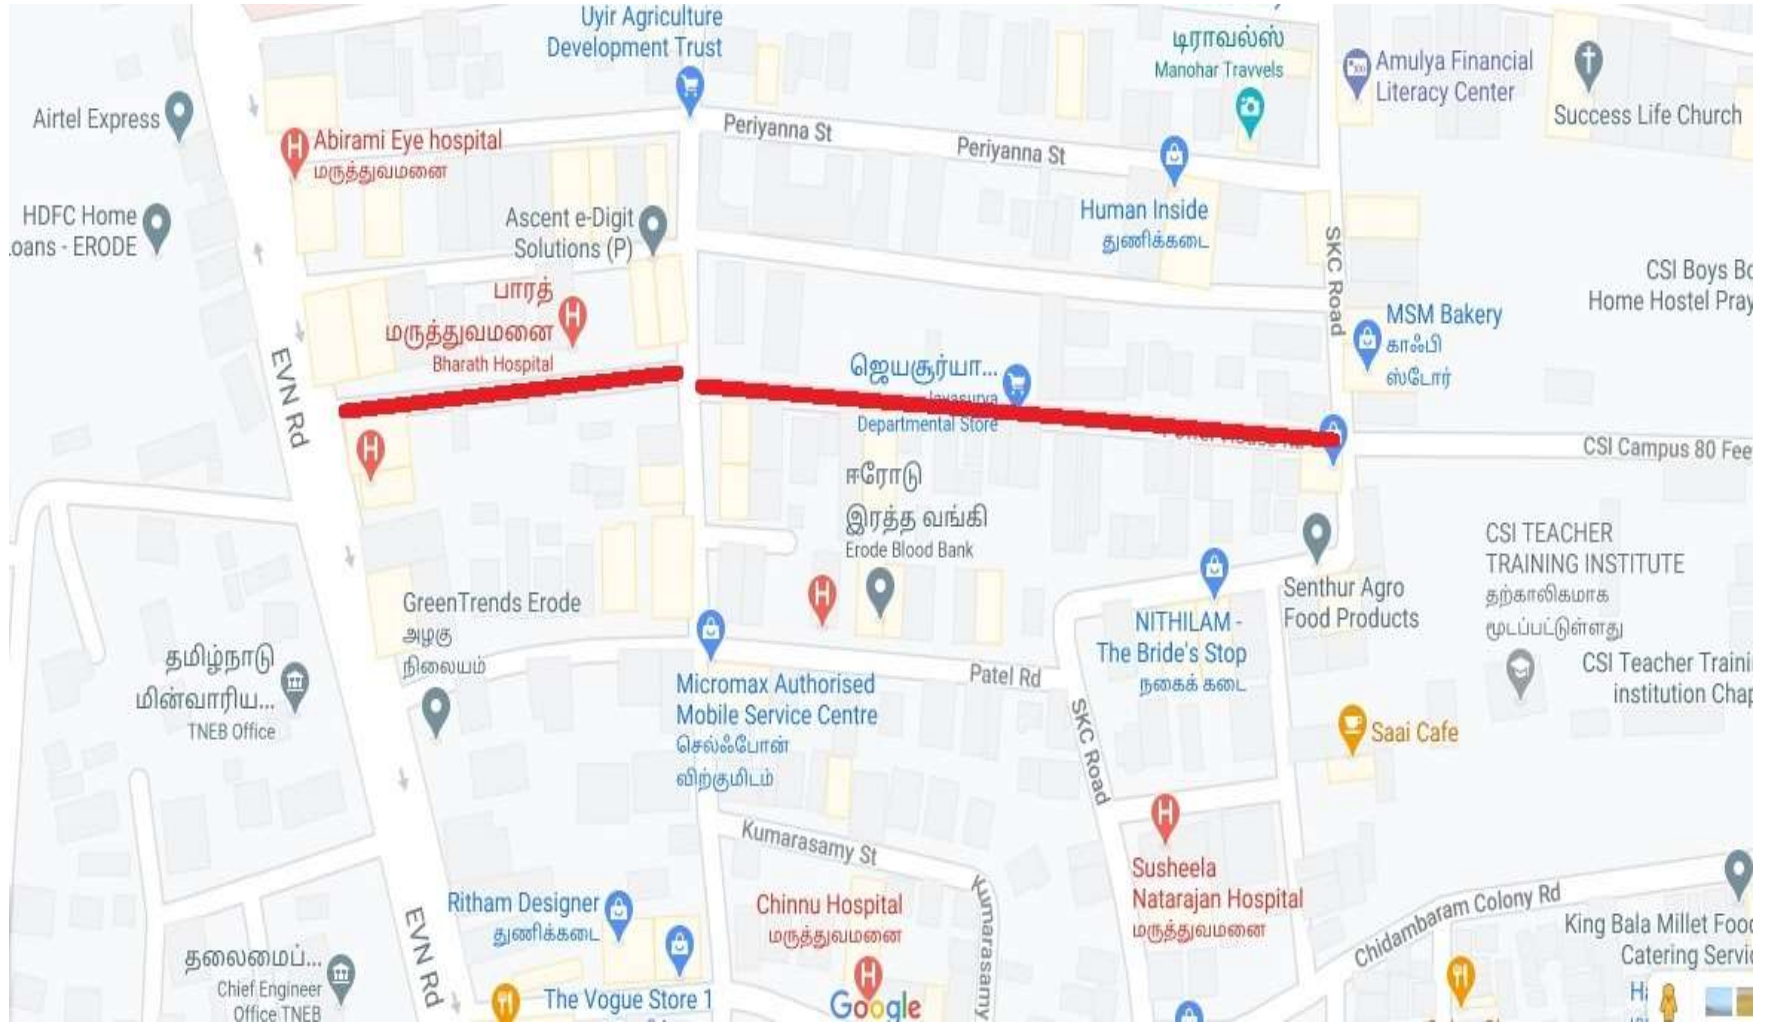 Uyir Agriculture
Development Trust
டிராவல்ஸ்
Manohar Travvels
Amulya Financial
Literacy Center
Success Life Church
Airtel Express
Abirami Eye hospital
மருத்துவமனை
Periyanna St
Periyanna St
HDFC Home
Loans - ERODE
Ascent e-Digit
Solutions (P)
Human Inside
துணிக்கடை
SKC Road
CSI Boys Bo
Home Hostel Pray
பாரத்
மருத்துவமனை
Bharath Hospital
MSM Bakery
காஃபி
ஸ்டோர்
EVN Rd
ஜெயசூர்யா...
Departmental Store
CSI Campus 80 Fee
ஈரோடு
இரத்த வங்கி
Erode Blood Bank
CSI TEACHER
TRAINING INSTITUTE
தற்காலிகமாக
மூடப்பட்டுள்ளது
GreenTrends Erode
அழகு
நிலையம்
Senthur Agro
Food Products
NITHILAM -
The Bride's Stop
நகைக் கடை
தமிழ்நாடு
மின்வாரிய...
TNEB Office
Patel Rd
CSI Teacher Traini
institution Chap
Micromax Authorised
Mobile Service Centre
செல்ஃபோன்
விற்குமிடம்
SKC Road
Saai Cafe
Kumarasamy St
Susheela
Natarajan Hospital
மருத்துவமனை
Kumarasamy
Ritham Designer
துணிக்கடை
Chinnu Hospital
மருத்துவமனை
Chidambaram Colony Rd
King Bala Millet Food
Catering Servic
EVN Rd
தலைமைப்...
Chief Engineer
Office TNEB
The Vogue Store 1
Google